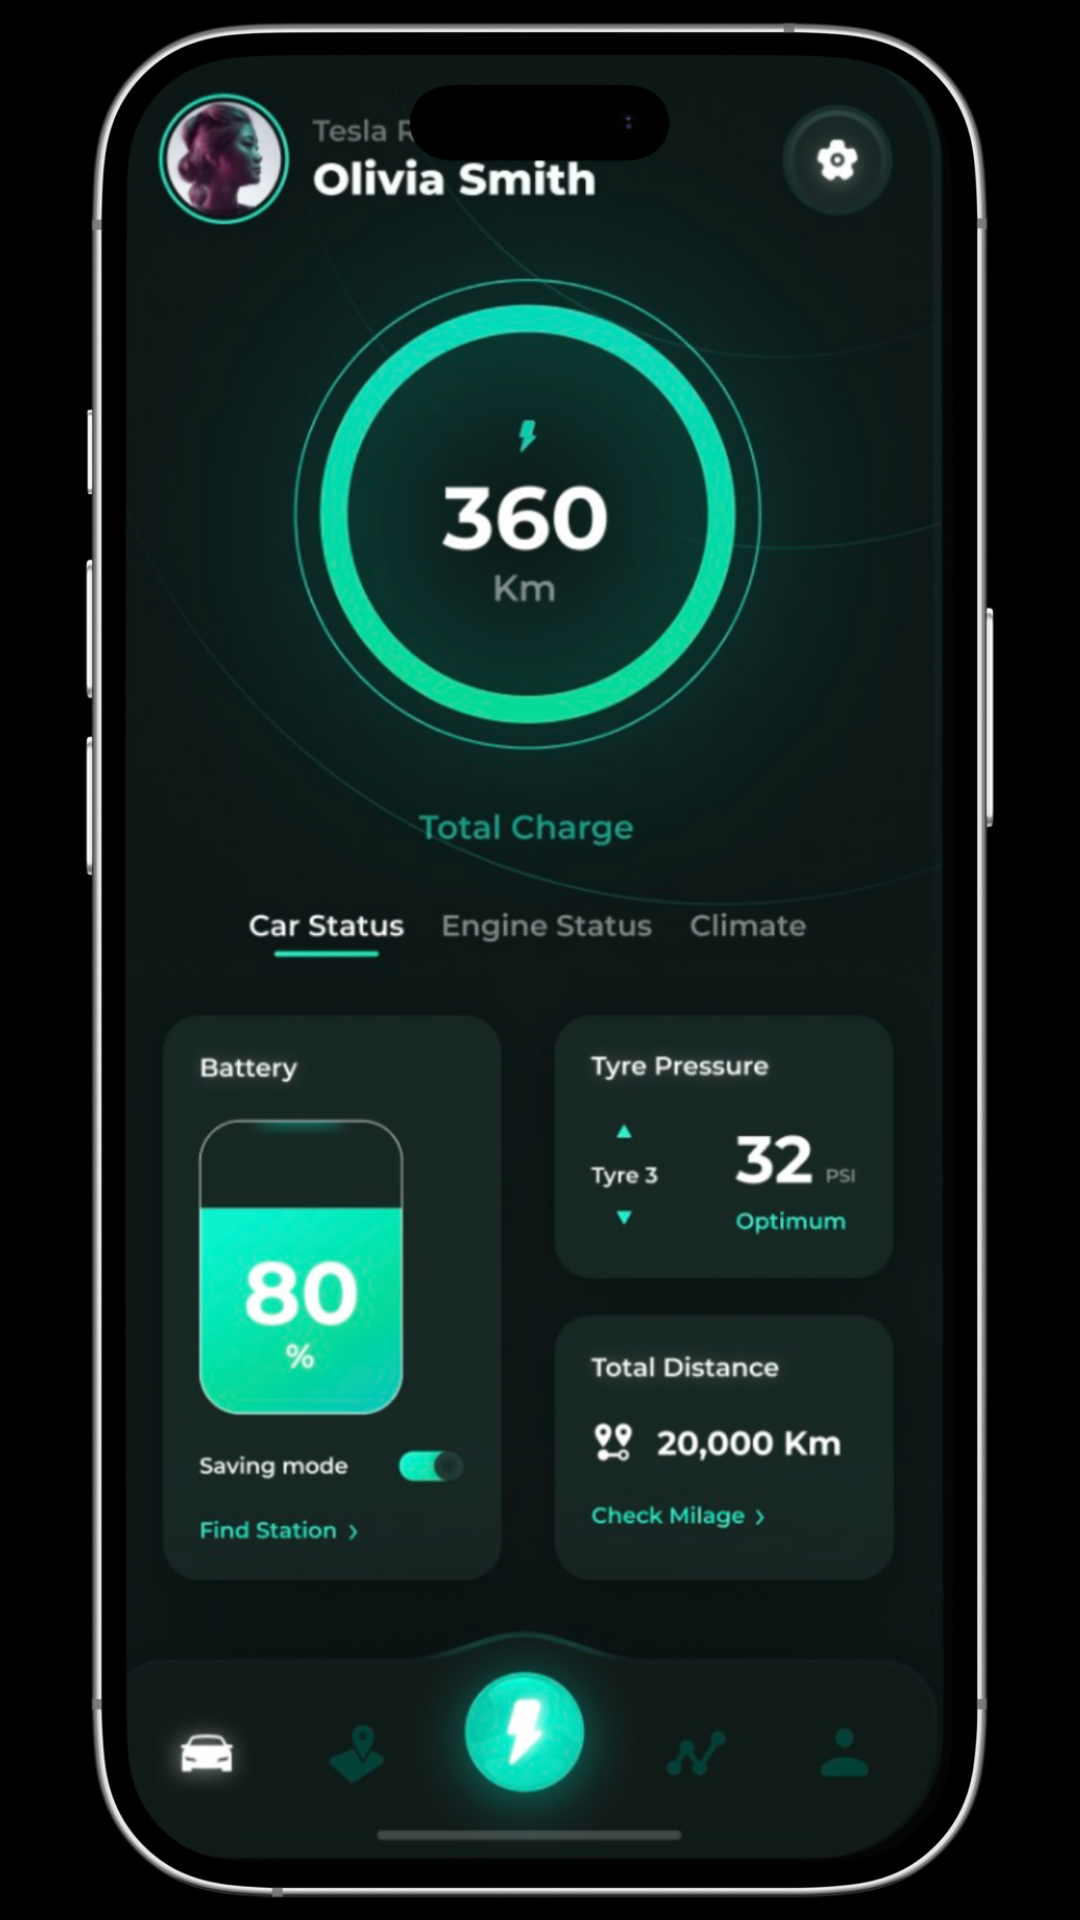 Tesla
Olivia Smith
360
Km
Total Charge
Car Status Engine Status Climate
Battery
80
%
Saving mode
Find Station >
Tyre Pressure
Tyre 3
32 PSI
Optimum
Total Distance
20,000 Km
Check Milage >